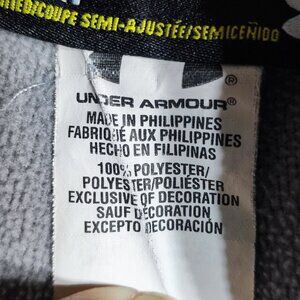 COUPE SEMI-AJUSTÉE/SEMICEÑIDO
®
UNDER ARMOUR®
MADE IN PHILIPPINES
FABRIQUÉ AUX PHILIPPINES
HECHO EN FILIPINAS
100% POLYESTER/
POLYESTER/POLIÉSTER
EXCLUSIVE OF DECORATION
SAUF DECORATION
EXCEPTO DECORACIÓN